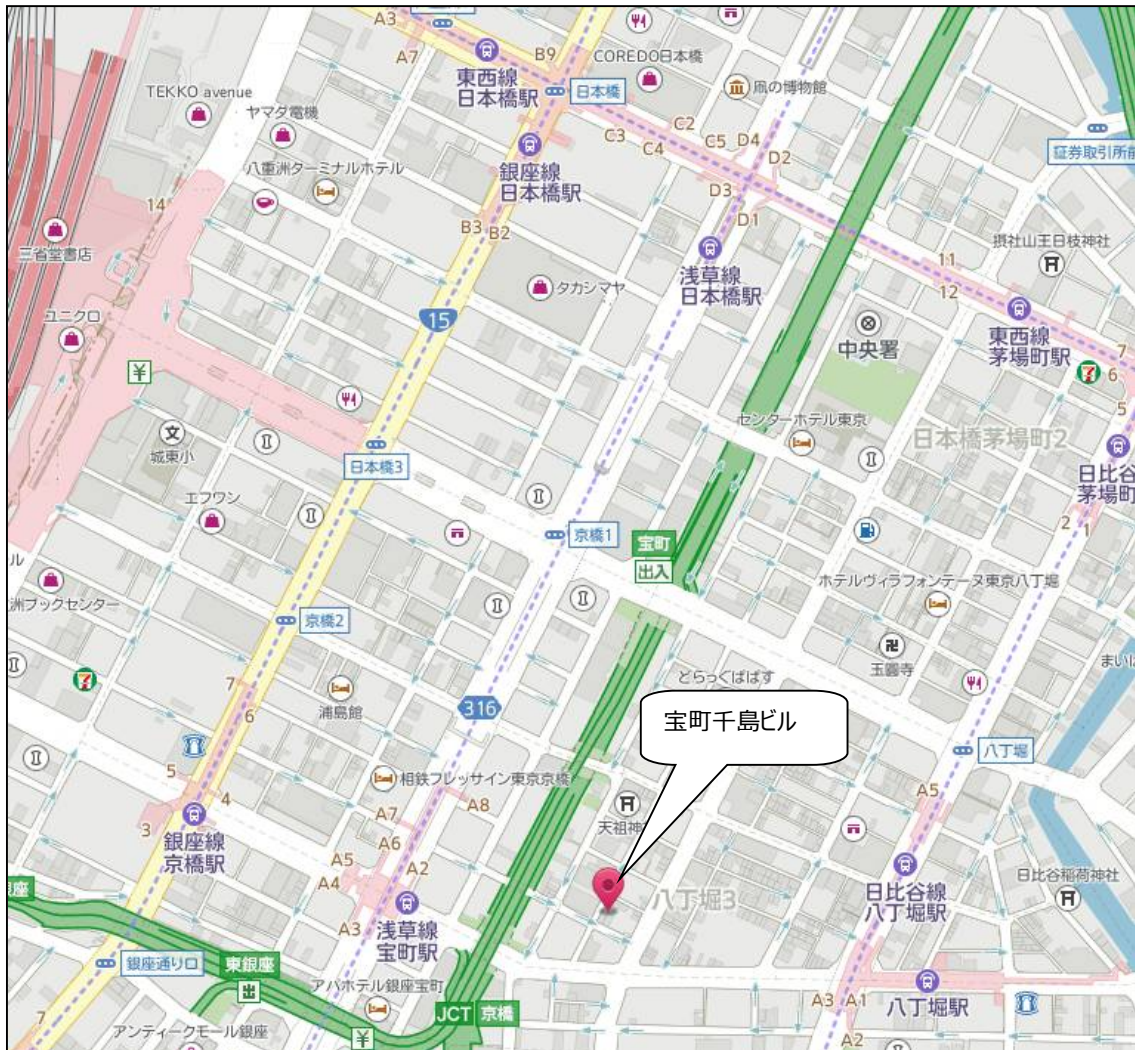 A3
A7
東西線
日本橋駅
B9
COREDO日本橋
日本橋
凧の博物館
TEKKO avenue
ヤマダ電機
八重洲ターミナルホテル
銀座線
日本橋駅
C3
C4
C2
C5
D4
D2
D3
D1
証券取引所前
14
三省堂書店
B3
B2
浅草線
日本橋駅
タカシマヤ
摂社山王日枝神社
11
12
15
ユニクロ
中央署
東西線
茅場町駅
7
6
5
城東小
文
日本橋3
センターホテル東京
日本橋茅場町2
日比谷
茅場町
エフワン
京橋1
宝町
出入
2
1
ル
洲ブックセンター
京橋2
ホテルヴィラフォンテーヌ東京八丁堀
玉圓寺
まいば
どらっぐぱぱす
7
6
浦島館
316
宝町千島ビル
八丁堀
5
4
3
相鉄フレッサイン東京京橋
銀座線
京橋駅
A7
A8
A6
A5
A4
A2
A3
天祖神
A5
八丁堀3
日比谷線
八丁堀駅
日比谷稲荷神社
浅草線
宝町駅
銀座
銀座通り口
東銀座
出
アパホテル銀座宝町
JCT
京橋
八丁堀駅
A3
A1
A2
7
アンティークモール銀座